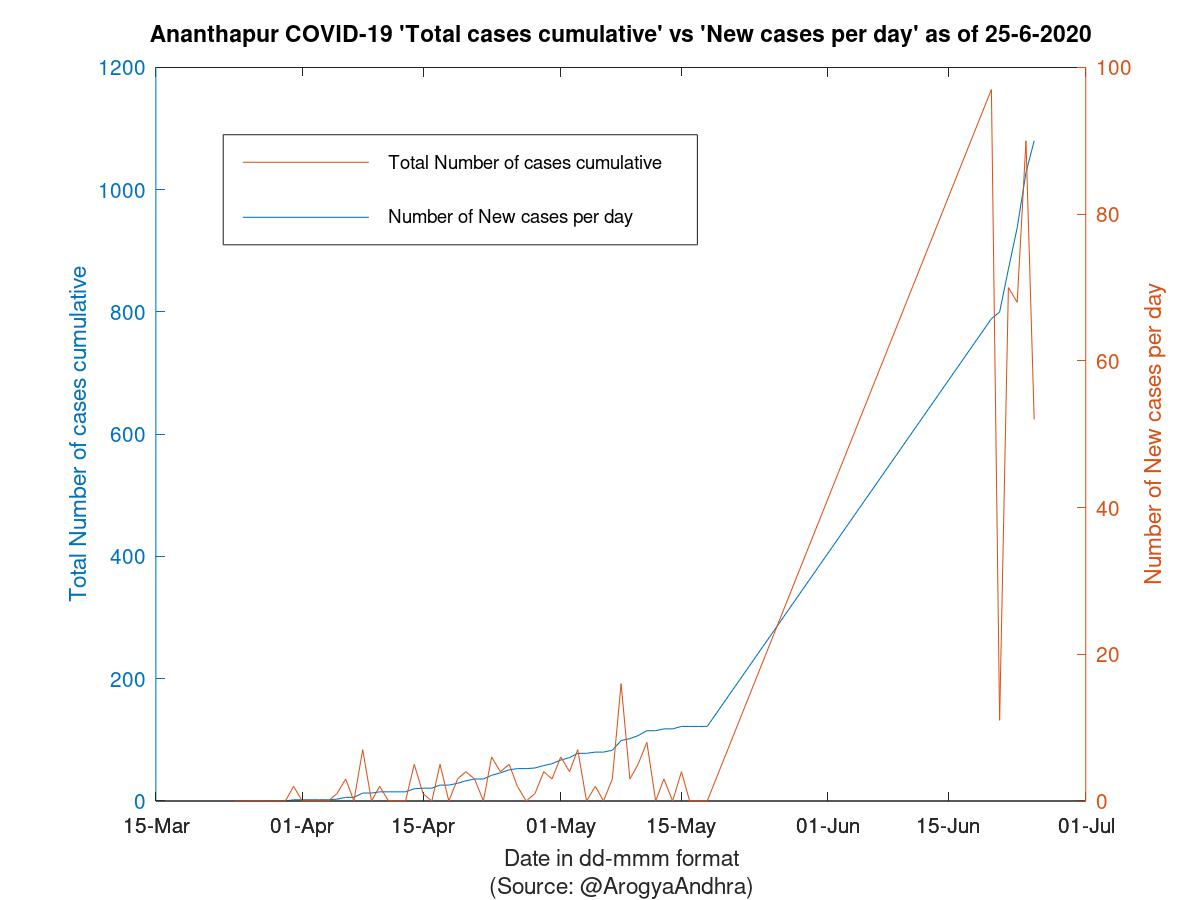 Ananthapur COVID-19 'Total cases cumulative' vs 'New cases per day' as of 25-6-2020
1200
1000
800
600
400
200
0
Total Number of cases cumulative
100
80
60
40
20
0
Number of New cases per day
Total Number of cases cumulative
Number of New cases per day
15-Mar
01-Apr
15-Apr
01-May
15-May
01-Jun
15-Jun
01-Jul
Date in dd-mmm format
(Source: @ArogyaAndhra)